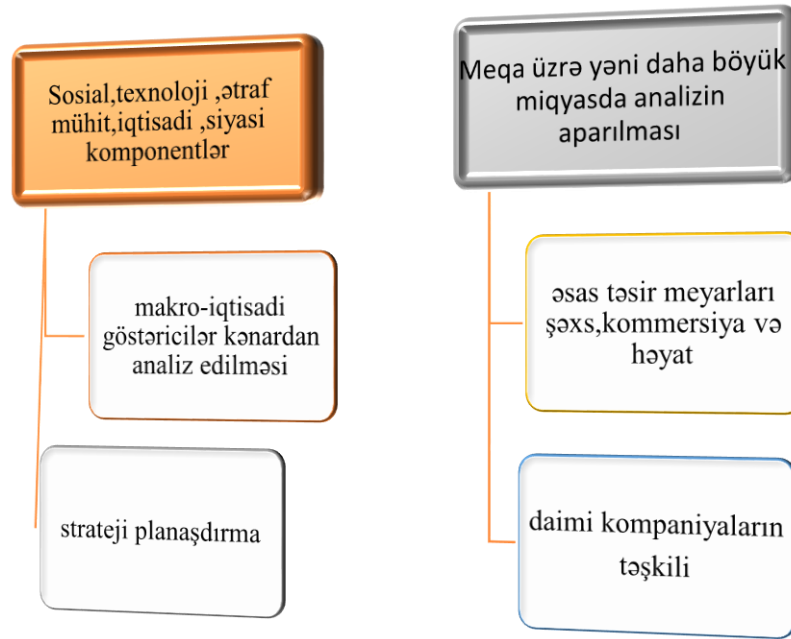 Sosial,texnoloji ,ətraf
mühit,iqtisadi ,siyasi
komponentlər
makro-iqtisadi
göstəricilər kənardan
analiz edilməsi
strateji planaşdırma
Meqa üzrə yəni daha böyük
miqyasda analizin
aparılması
əsas təsir meyarları
şəxs,kommersiya və
həyat
daimi kompaniyaların
təşkili